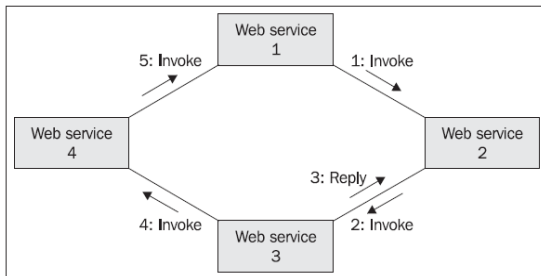 Web service
1
5: Invoke
1: Invoke
Web service
4
Web service
2
3: Reply
4: Invoke
2: Invoke
Web service
3